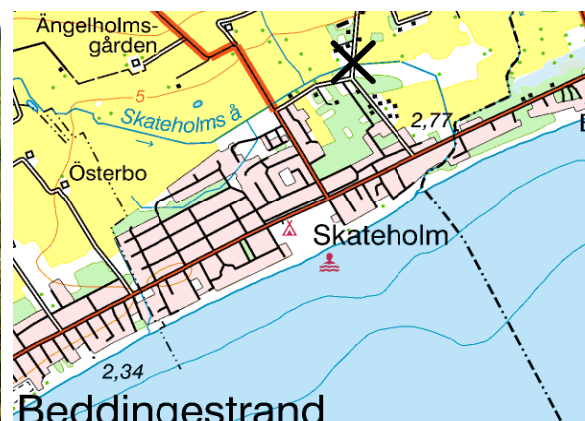 Ängelholms-
gården
5
Skateholms å
2,77
Österbo
Skateholm
2,34
Beddingestrand